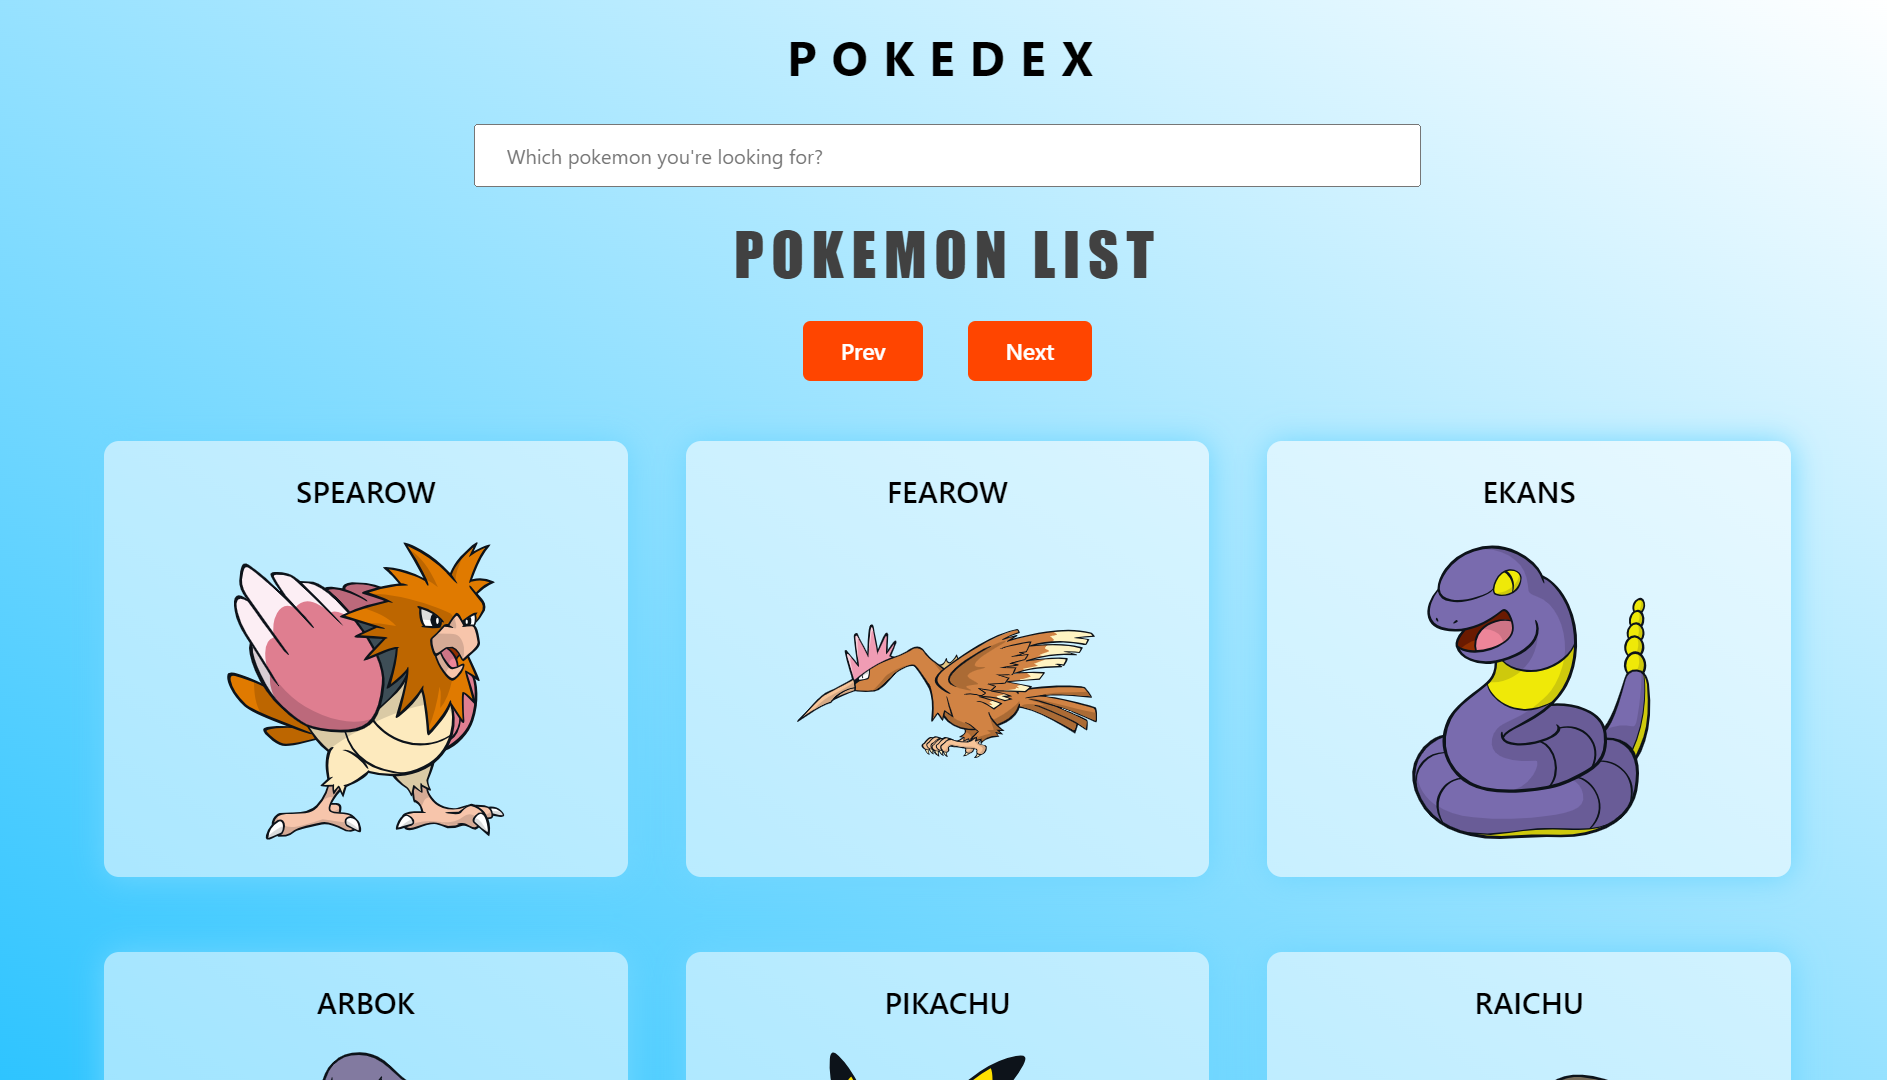 POKEDEX
Which pokemon you're looking for?
POKEMON LIST
Prev Next
SPEAROW FEAROW EKANS
ARBOK PIKACHU RAICHU